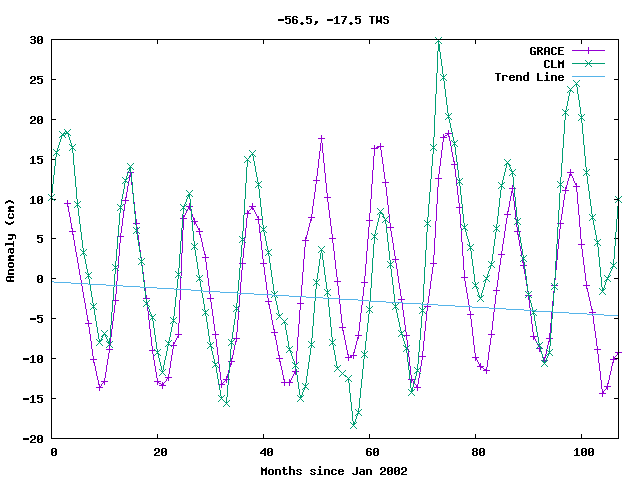 -56.5, -17.5 TWS
GRACE
CLM
Trend Line
30
25
20
15
10
5
0
-5
-10
-15
-20
Anomaly (cm)
0 20 40 60 80 100
Months since Jan 2002